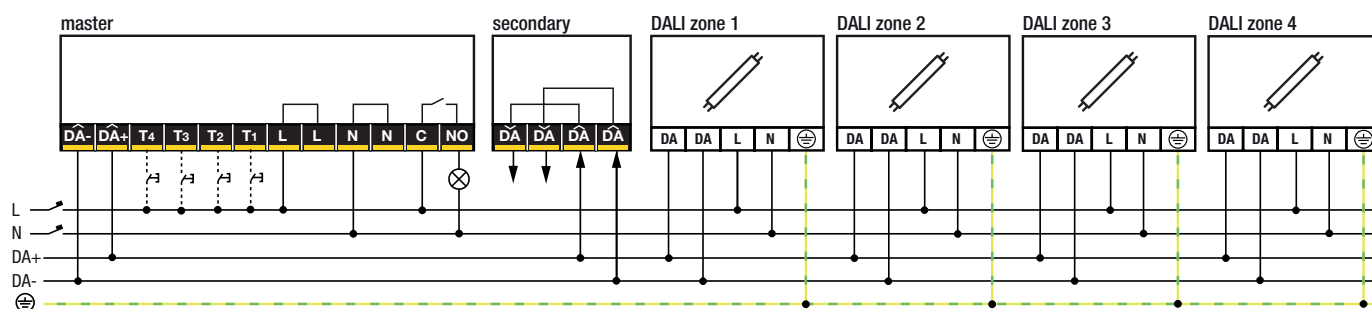 master secondary DALI zone 1 DALI zone 2 DALI zone 3 DALI zone 4
DA- DA+ T4 T3 T2 T1 L L N N C NO DA DA DA DA DA DA L N DA DA L N DA DA L N DA DA L N
L
N
DA+
DA-